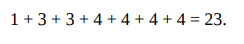 1 + 3 + 3 + 4 + 4 + 4 + 4 = 23.